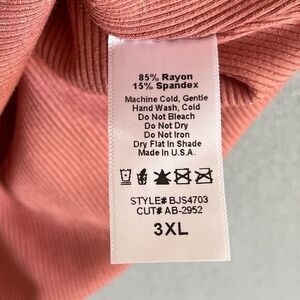 85% Rayon
15% Spandex
Machine Cold, Gentle
Hand Wash, Cold
Do Not Bleach
Do Not Dry
Do Not Iron
Dry Flat In Shade
Made In U.S.A.
STYLE# BJS4703
CUT# AB-2952
3XL